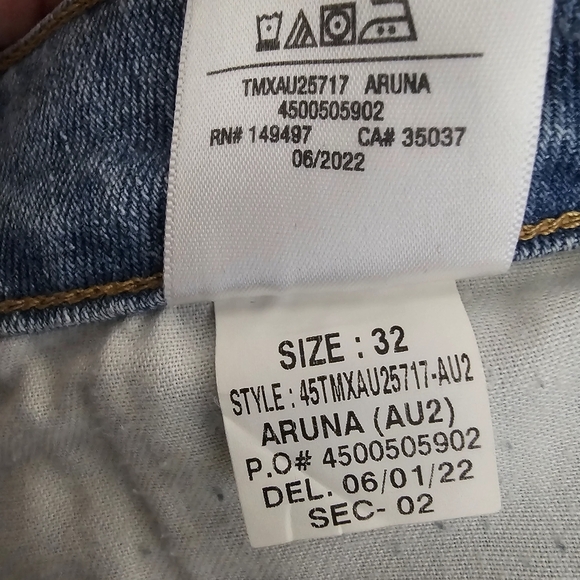 TMXAU25717 ARUNA
4500505902
RN# 149497 CA# 35037
06/2022
SIZE : 32
STYLE : 45TMXAU25717-AU2
ARUNA (AU2)
P.O# 4500505902
DEL. 06/01/22
SEC- 02